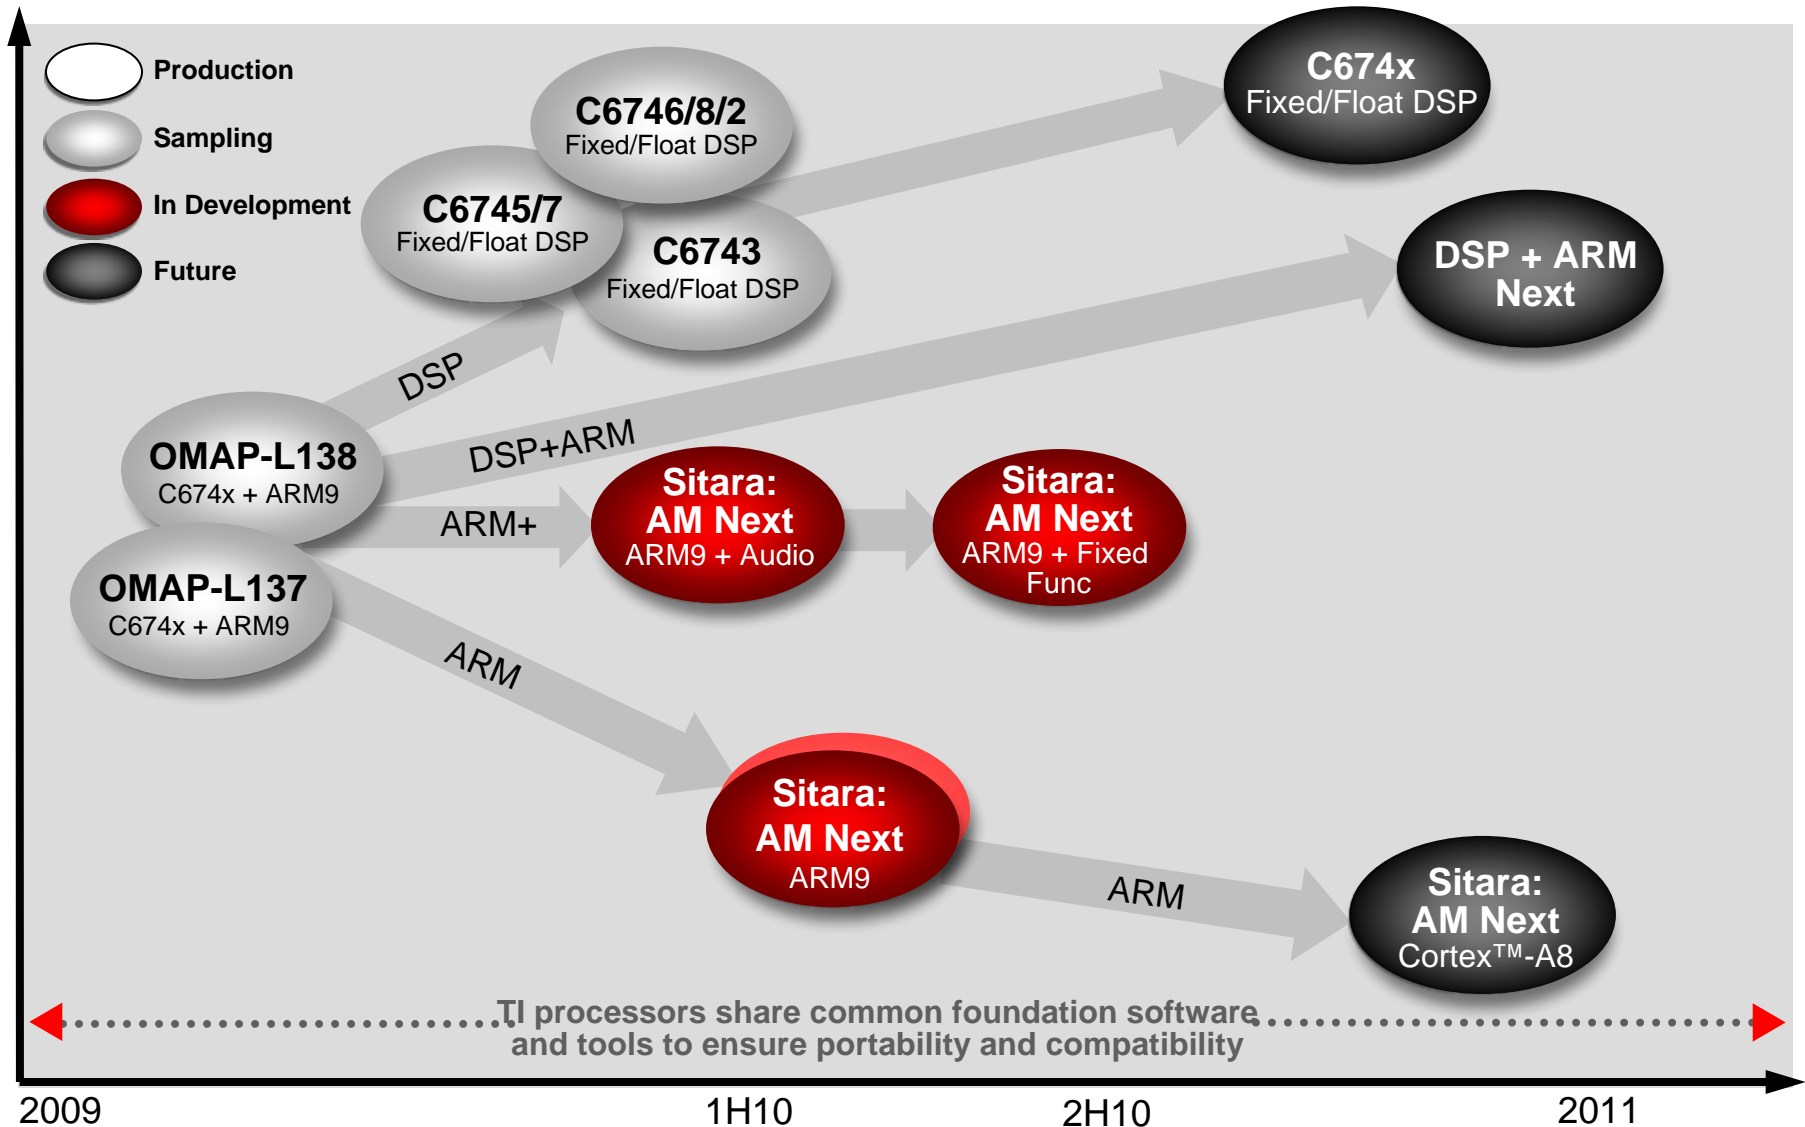 Production
Sampling
In Development
Future
C6746/8/2
Fixed/Float DSP
C6745/7
Fixed/Float DSP
C6743
Fixed/Float DSP
C674x
Fixed/Float DSP
DSP + ARM
Next
DSP
DSP+ARM
OMAP-L138
C674x + ARM9
ARM+
Sitara:
AM Next
ARM9 + Audio
Sitara:
AM Next
ARM9 + Fixed
Func
OMAP-L137
C674x + ARM9
ARM
Sitara:
AM Next
ARM9
ARM
Sitara:
AM Next
Cortex™-A8
TI processors share common foundation software
and tools to ensure portability and compatibility
2009
1H10
2H10
2011